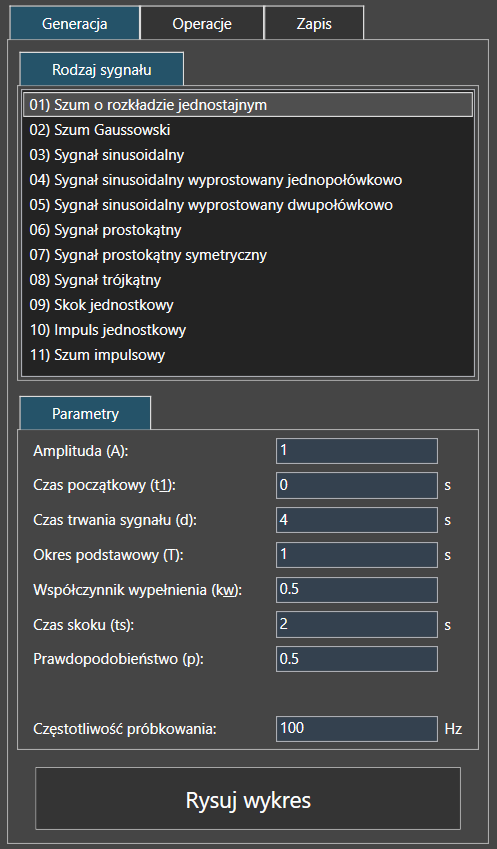 Generacja Operacje Zapis
Rodzaj sygnału
01) Szum o rozkładzie jednostajnym
02) Szum Gaussowski
03) Sygnał sinusoidalny
04) Sygnał sinusoidalny wyprostowany jednopołówkowo
05) Sygnał sinusoidalny wyprostowany dwupołówkowo
06) Sygnał prostokątny
07) Sygnał prostokątny symetryczny
08) Sygnał trójkątny
09) Skok jednostkowy
10) Impuls jednostkowy
11) Szum impulsowy
Parametry
Amplituda (A): 1
Czas początkowy (t1): 0 s
Czas trwania sygnału (d): 4 s
Okres podstawowy (T): 1 s
Współczynnik wypełnienia (kw): 0.5
Czas skoku (ts): 2 s
Prawdopodobieństwo (p): 0.5
Częstotliwość próbkowania: 100 Hz
Rysuj wykres